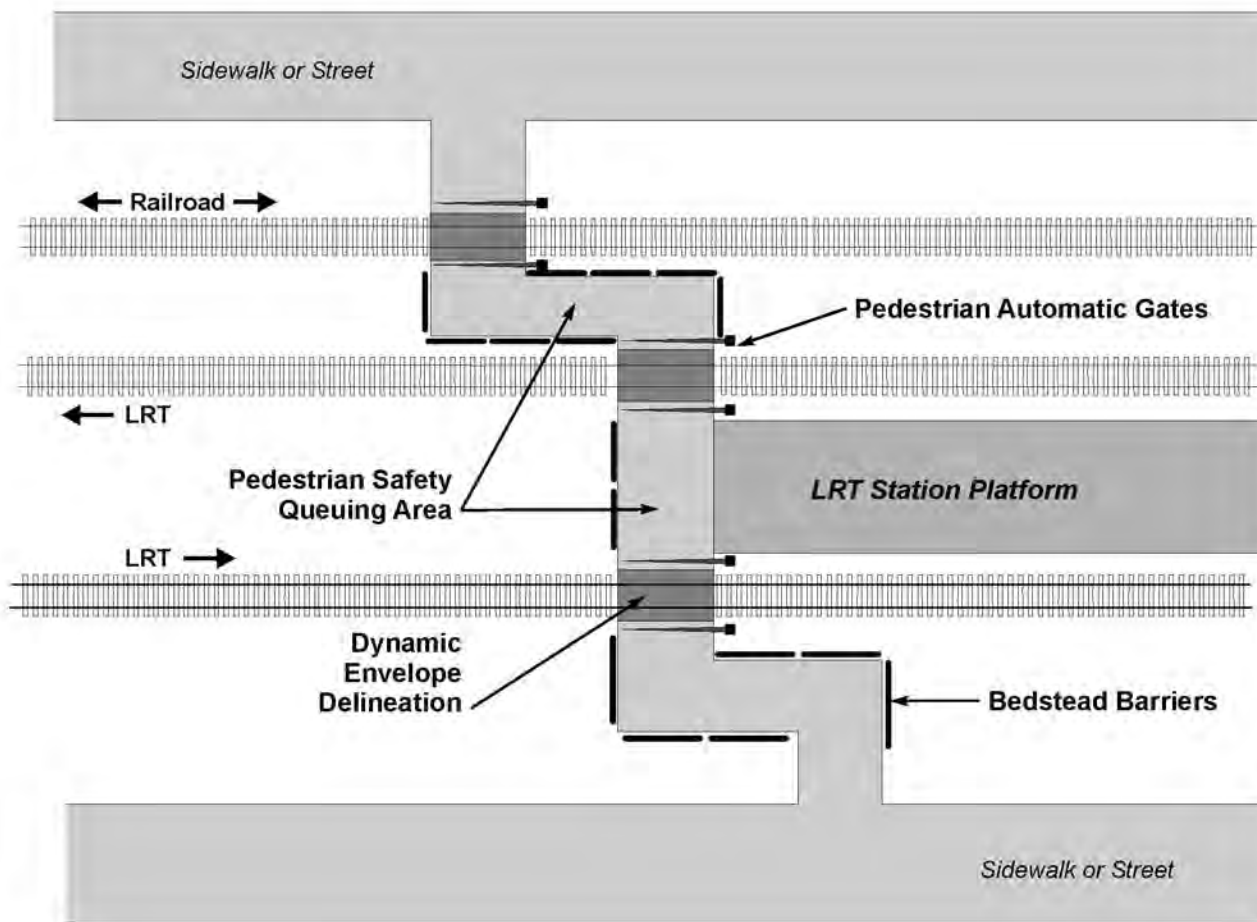 Sidewalk or Street
Railroad
Pedestrian Automatic Gates
LRT
Pedestrian Safety
Queuing Area
LRT Station Platform
LRT
Dynamic
Envelope
Delineation
Bedstead Barriers
Sidewalk or Street